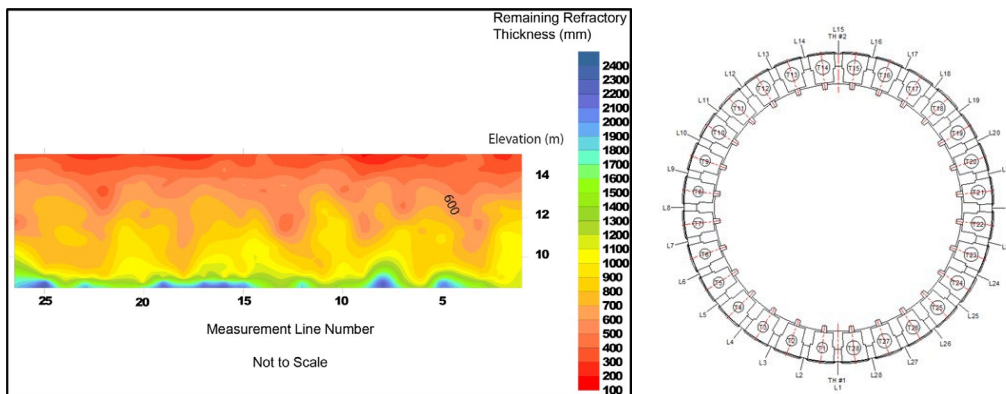 Remaining Refractory
Thickness (mm)
2400
2300
2200
2100
2000
1900
1800
1700
1600
1500
1400
1300
1200
1100
1000
900
800
700
600
500
400
300
200
100
Elevation (m)
14
12
10
600
25
20
15
10
5
Measurement Line Number
Not to Scale
L15
TH #2
L14
L16
L13
L17
L12
L18
L11
L19
L10
L20
L9
L8
L7
L6
L24
L5
L25
L4
L26
L3
L27
L2
L28
TH #1
L1
T14
T15
T13
T16
T12
T17
T11
T18
T10
T19
T9
T20
T8
T21
T7
T22
T6
T23
T5
T24
T4
T25
T3
T26
T2
T27
T1
T28